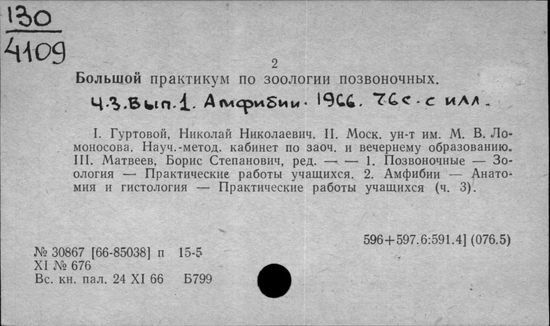 130
4109
2
Большой практикум по зоологии позвоночных.
Ч.3. Вып.1. Амфибии. 1966. 76с. с илл.
I. Гуртовой, Николай Николаевич. II. Моск. ун-т им. М. В. Ло-
моносова. Науч.-метод. кабинет по заоч. и вечернему образованию.
III. Матвеев, Борис Степанович, ред. — — 1. Позвоночные — Зо-
ология — Практические работы учащихся. 2. Амфибии — Анато-
мия и гистология — Практические работы учащихся (ч. 3).
596+597.6:591.4] (076.5)
№ 30867 [66-85038] п 15-5
XI № 676
Вс. кн. пал. 24 XI 66 Б799